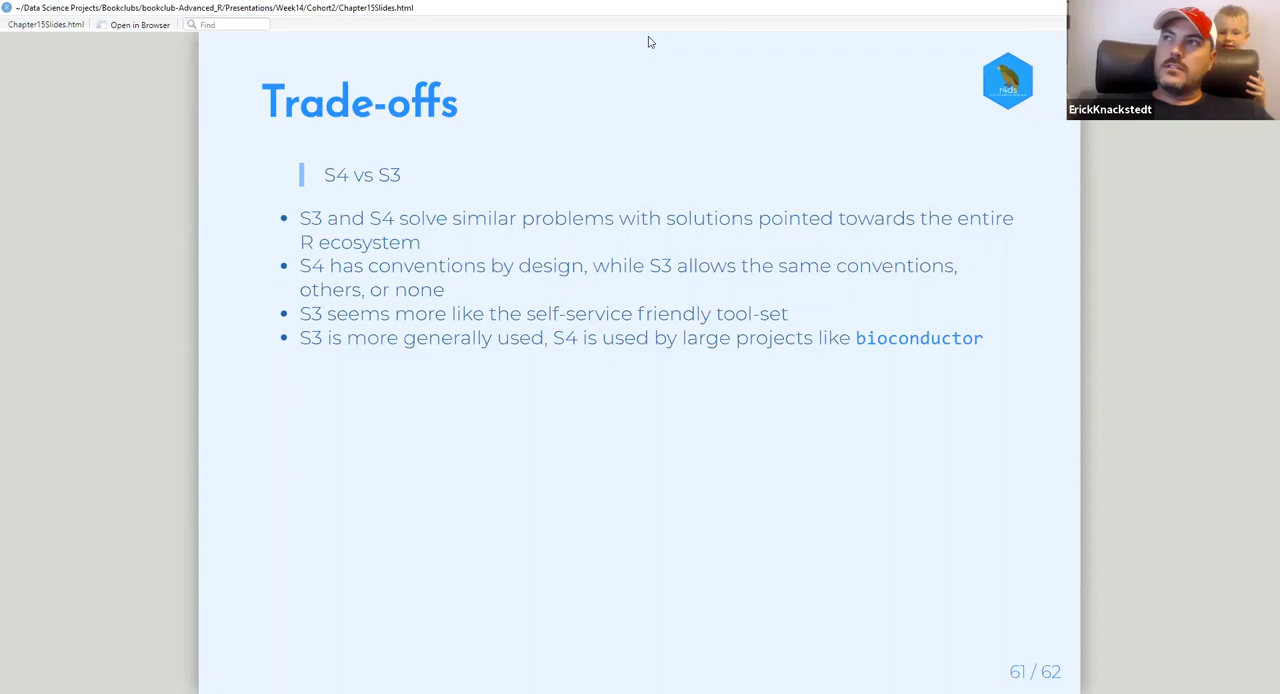 ~/Data Science Projects/Bookclubs/bookclub-Advanced_R/Presentations/Week14/Cohort2/Chapter15Slides.html
Chapter15Slides.html
Open in Browser
Find
Trade-offs
r4ds
ErickKnackstedt
S4 vs S3
• S3 and S4 solve similar problems with solutions pointed towards the entire
R ecosystem
• S4 has conventions by design, while S3 allows the same conventions,
others, or none
• S3 seems more like the self-service friendly tool-set
• S3 is more generally used, S4 is used by large projects like bioconductor
61 / 62